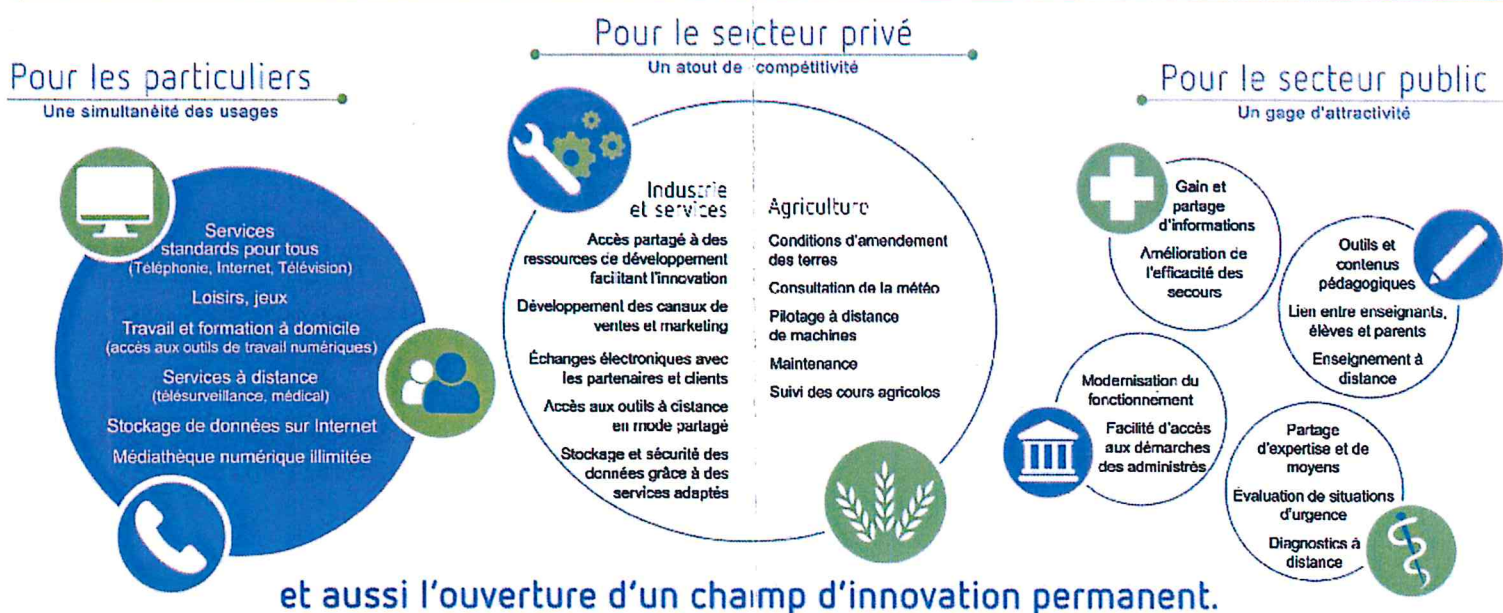 Pour les particuliers
Une simultanéité des usages
Services
standards pour tous
(Téléphonie, Internet, Télévision)
Loisirs, jeux
Travail et formation à domicile
(accès aux outils de travail numériques)
Services à distance
(télésurveillance, médical)
Stockage de données sur Internet
Médiathèque numérique illimitée
Pour le secteur privé
Un atout de compétitivité
Industrie
et services
Accès partagé à des
ressources de développement
facilitant l'innovation
Développement des canaux de
ventes et marketing
Échanges électroniques avec
les partenaires et clients
Accès aux outils à distance
en mode partagé
Stockage et sécurité des
données grâce à des
services adaptés
Agriculture
Conditions d'amendement
des terres
Consultation de la météo
Pilotage à distance
de machines
Maintenance
Suivi des cours agricoles
Pour le secteur public
Un gage d'attractivité
Gain et
partage
d'informations
Amélioration de
l'efficacité des
secours
Outils et
contenus
pédagogiques
Lien entre enseignants,
élèves et parents
Enseignement à
distance
Modernisation du
fonctionnement
Facilité d'accès
aux démarches
des administrés
Partage
d'expertise et de
moyens
Évaluation de situations
d'urgence
Diagnostics à
distance
et aussi l'ouverture d'un champ d'innovation permanent.